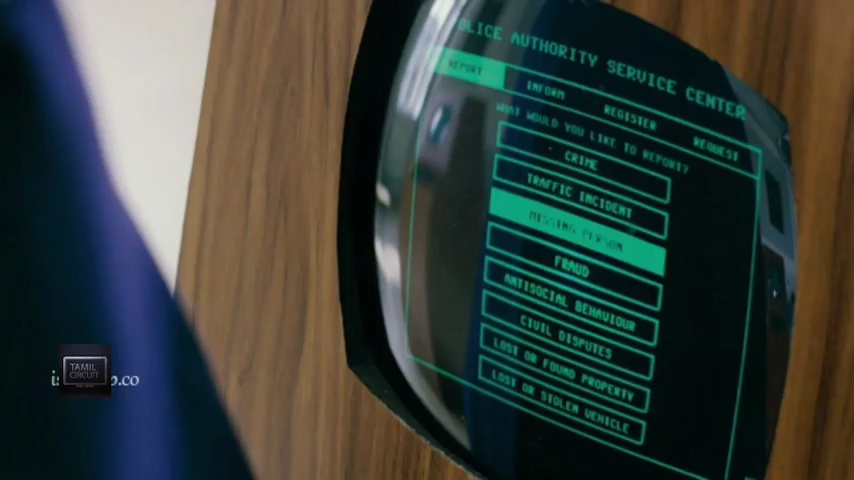 POLICE AUTHORITY SERVICE CENTER
REPORT INFORM REGISTER REQUEST
WHAT WOULD YOU LIKE TO REPORT?
CRIME
TRAFFIC INCIDENT
MISSING PERSON
FRAUD
ANTISOCIAL BEHAVIOUR
CIVIL DISPUTES
LOST OR FOUND PROPERTY
LOST OR STOLEN VEHICLE
TAMIL
CIRCUIT